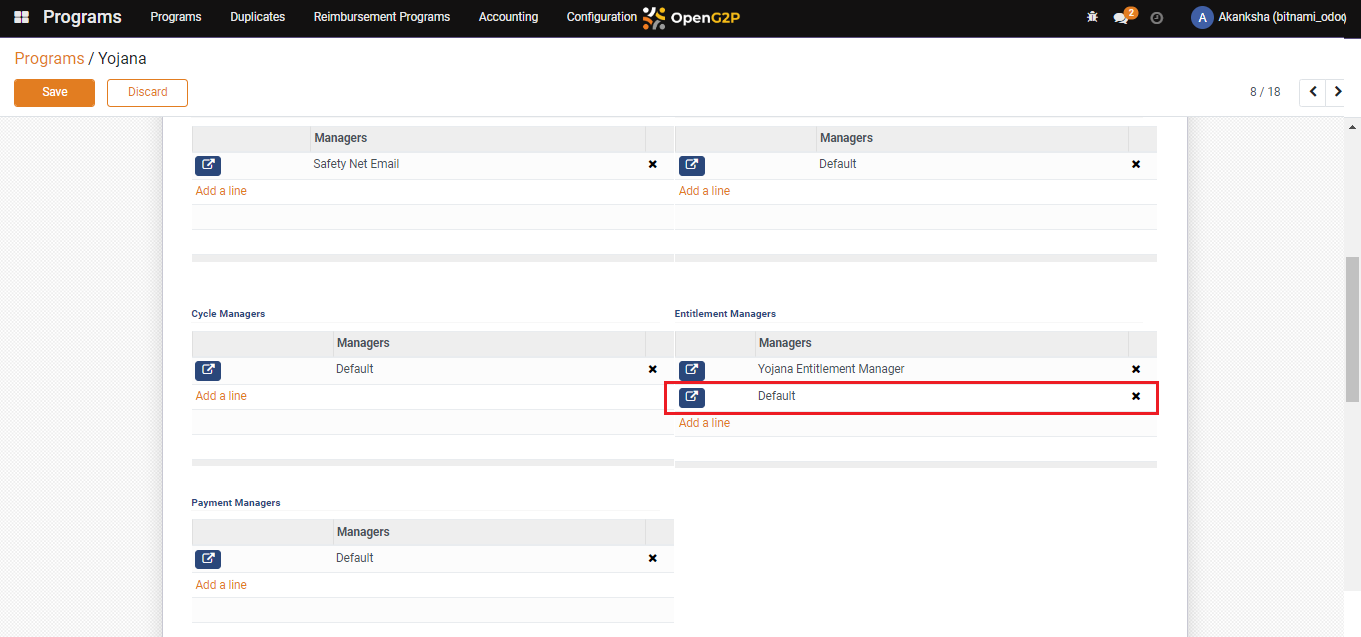 Programs Programs Duplicates Reimbursement Programs Accounting Configuration OpenG2P 2 A Akanksha (bitnami_odoo)
Programs / Yojana
Save Discard 8 / 18
Managers Managers
Safety Net Email Default
Add a line Add a line
Cycle Managers Entitlement Managers
Managers Managers
Default Yojana Entitlement Manager
Add a line Default
Add a line
Payment Managers
Managers
Default
Add a line